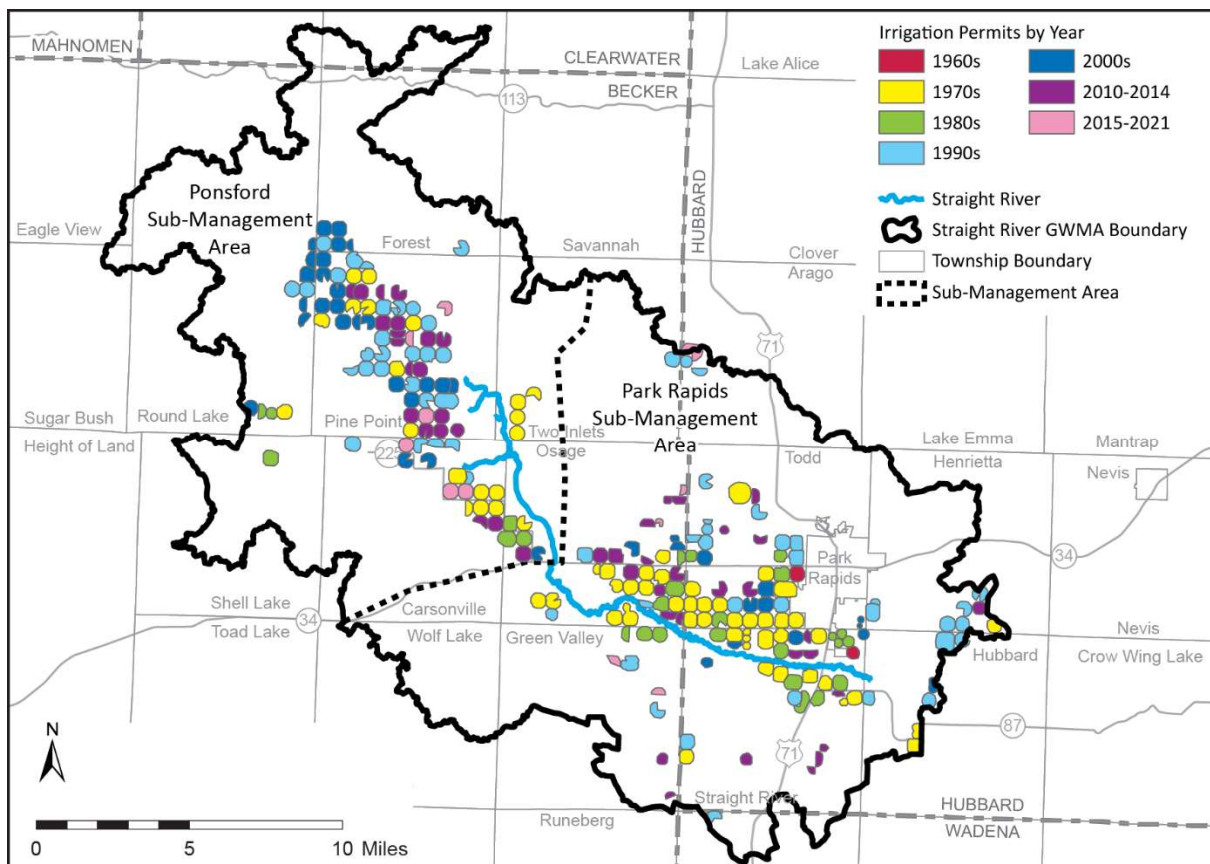 MAHNOMEN
CLEARWATER
BECKER
Lake Alice
113
HUBBARD
Ponsford
Sub-Management
Area
Eagle View
Forest
Savannah
Clover
Arago
71
Park Rapids
Sub-Management
Area
Sugar Bush
Round Lake
Pine Point
Two Inlets
Height of Land
225
Osage
Todd
Lake Emma
Henrietta
Mantrap
Nevis
Park
Rapids
34
Shell Lake
Toad Lake
34
Carsonville
Wolf Lake
Green Valley
Nevis
Hubbard
Crow Wing Lake
87
71
Straight River
Runeberg
HUBBARD
WADENA
Irrigation Permits by Year
1960s
1970s
1980s
1990s
2000s
2010-2014
2015-2021
Straight River
Straight River GWMA Boundary
Township Boundary
Sub-Management Area
N
0
5
10 Miles